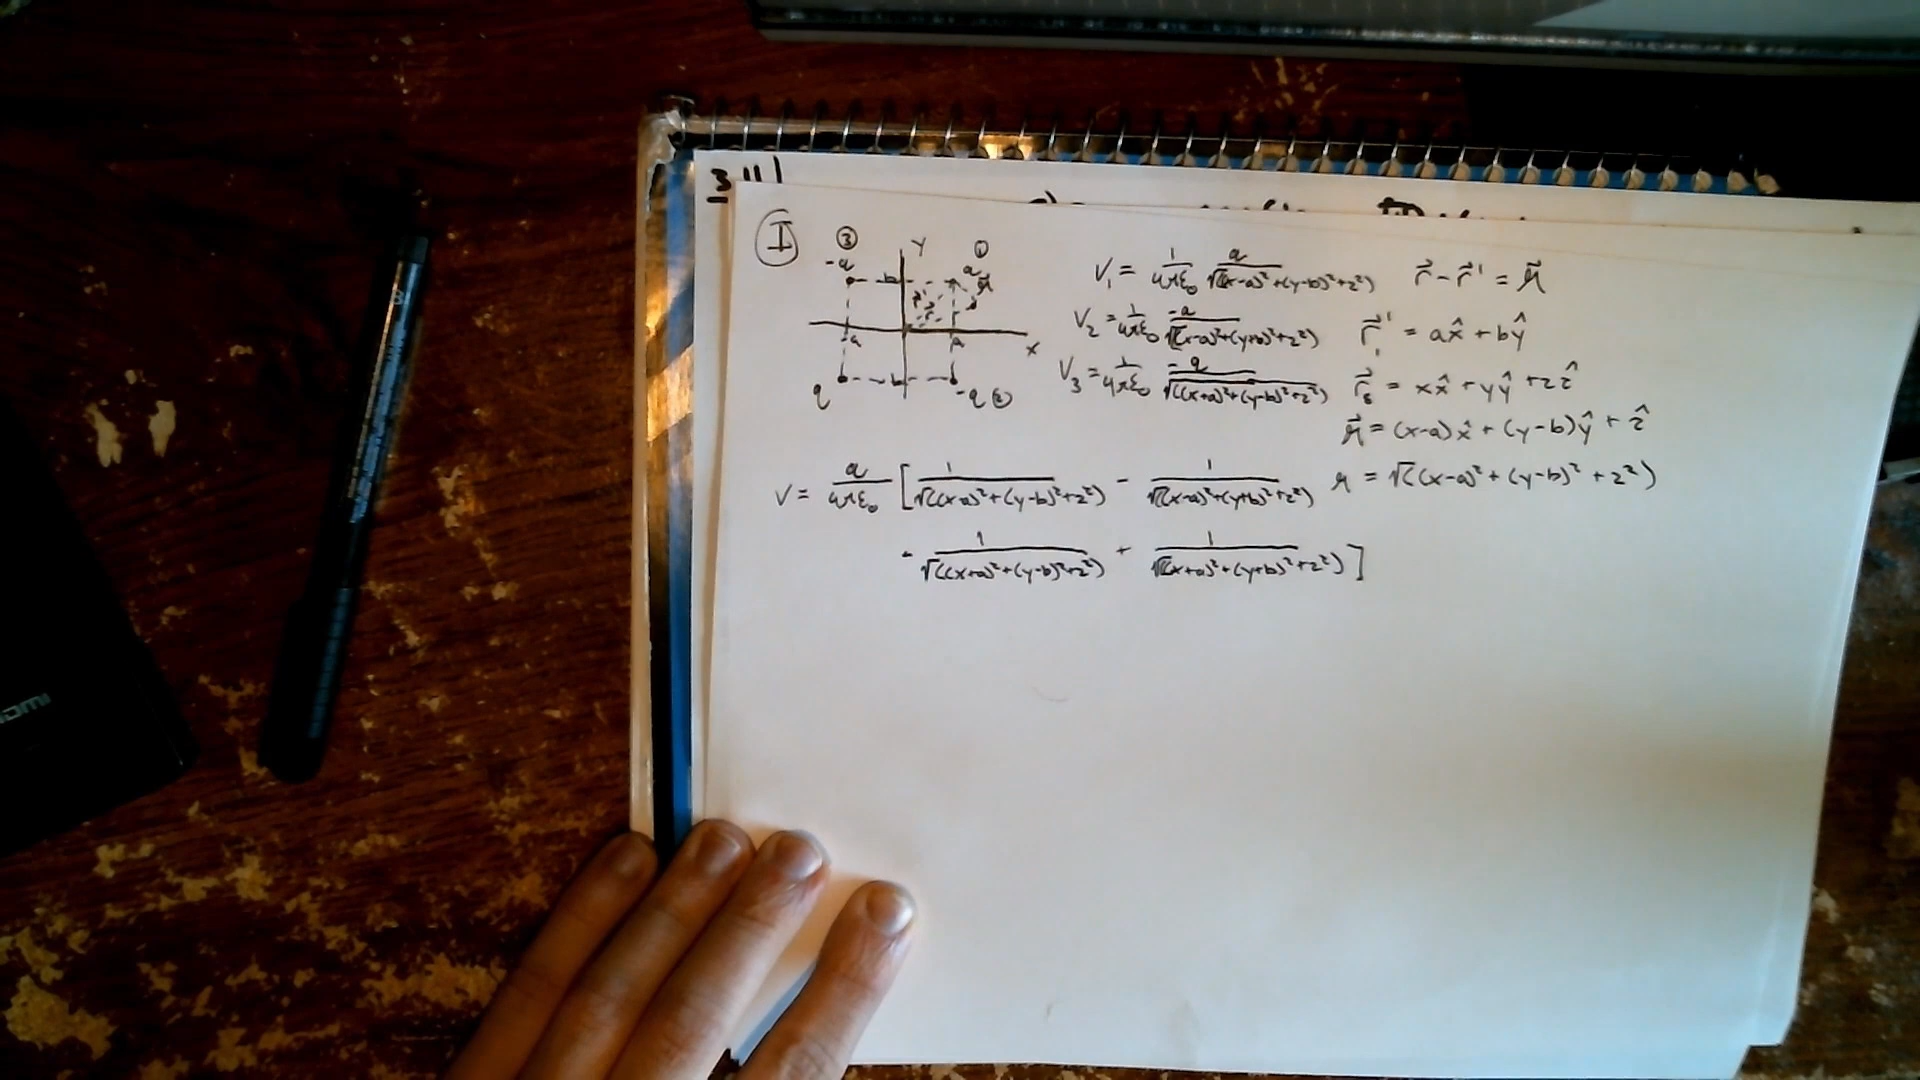 3 11
I
③ y ①
-q b q
-a a x
q b -q ②
V₁ = 1/4πε₀ q/√((x-a)²+(y-b)²+z²)
V₂ = 1/4πε₀ -q/√((x-a)²+(y+b)²+z²)
V₃ = 1/4πε₀ -q/√((x+a)²+(y-b)²+z²)
r⃗ - r⃗' = 𝓇⃗
r⃗' = ax̂ + bŷ
r⃗ = xx̂ + yŷ + zẑ
𝓇⃗ = (x-a)x̂ + (y-b)ŷ + ẑ
𝓇 = √((x-a)² + (y-b)² + z²)
V = q/4πε₀ [ 1/√((x-a)²+(y-b)²+z²) - 1/√((x-a)²+(y+b)²+z²)
- 1/√((x+a)²+(y-b)²+z²) + 1/√((x+a)²+(y+b)²+z²) ]